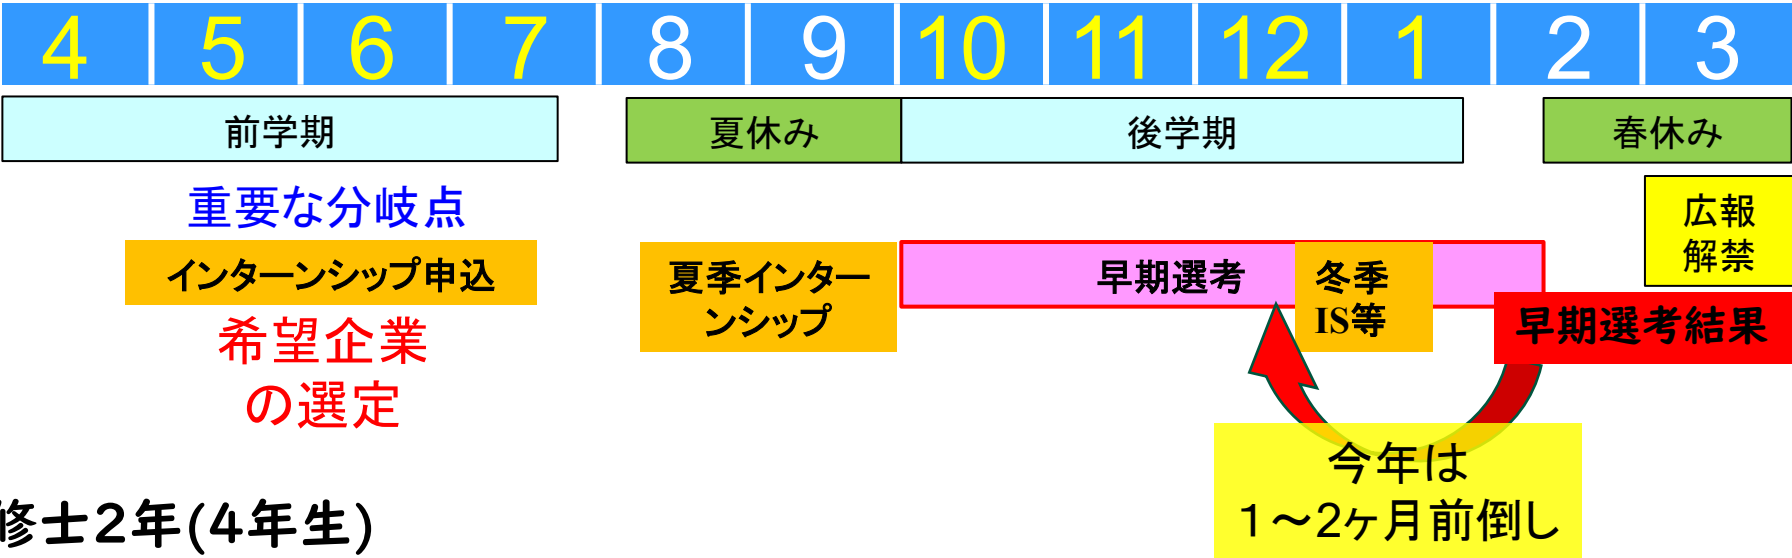 4 5 6 7 8 9 10 11 12 1 2 3
前学期 夏休み 後学期 春休み
重要な分岐点
インターンシップ申込
希望企業
の選定
夏季インター
ンシップ
早期選考
冬季
IS等
広報
解禁
早期選考結果
今年は
1～2ヶ月前倒し
修士2年(4年生)